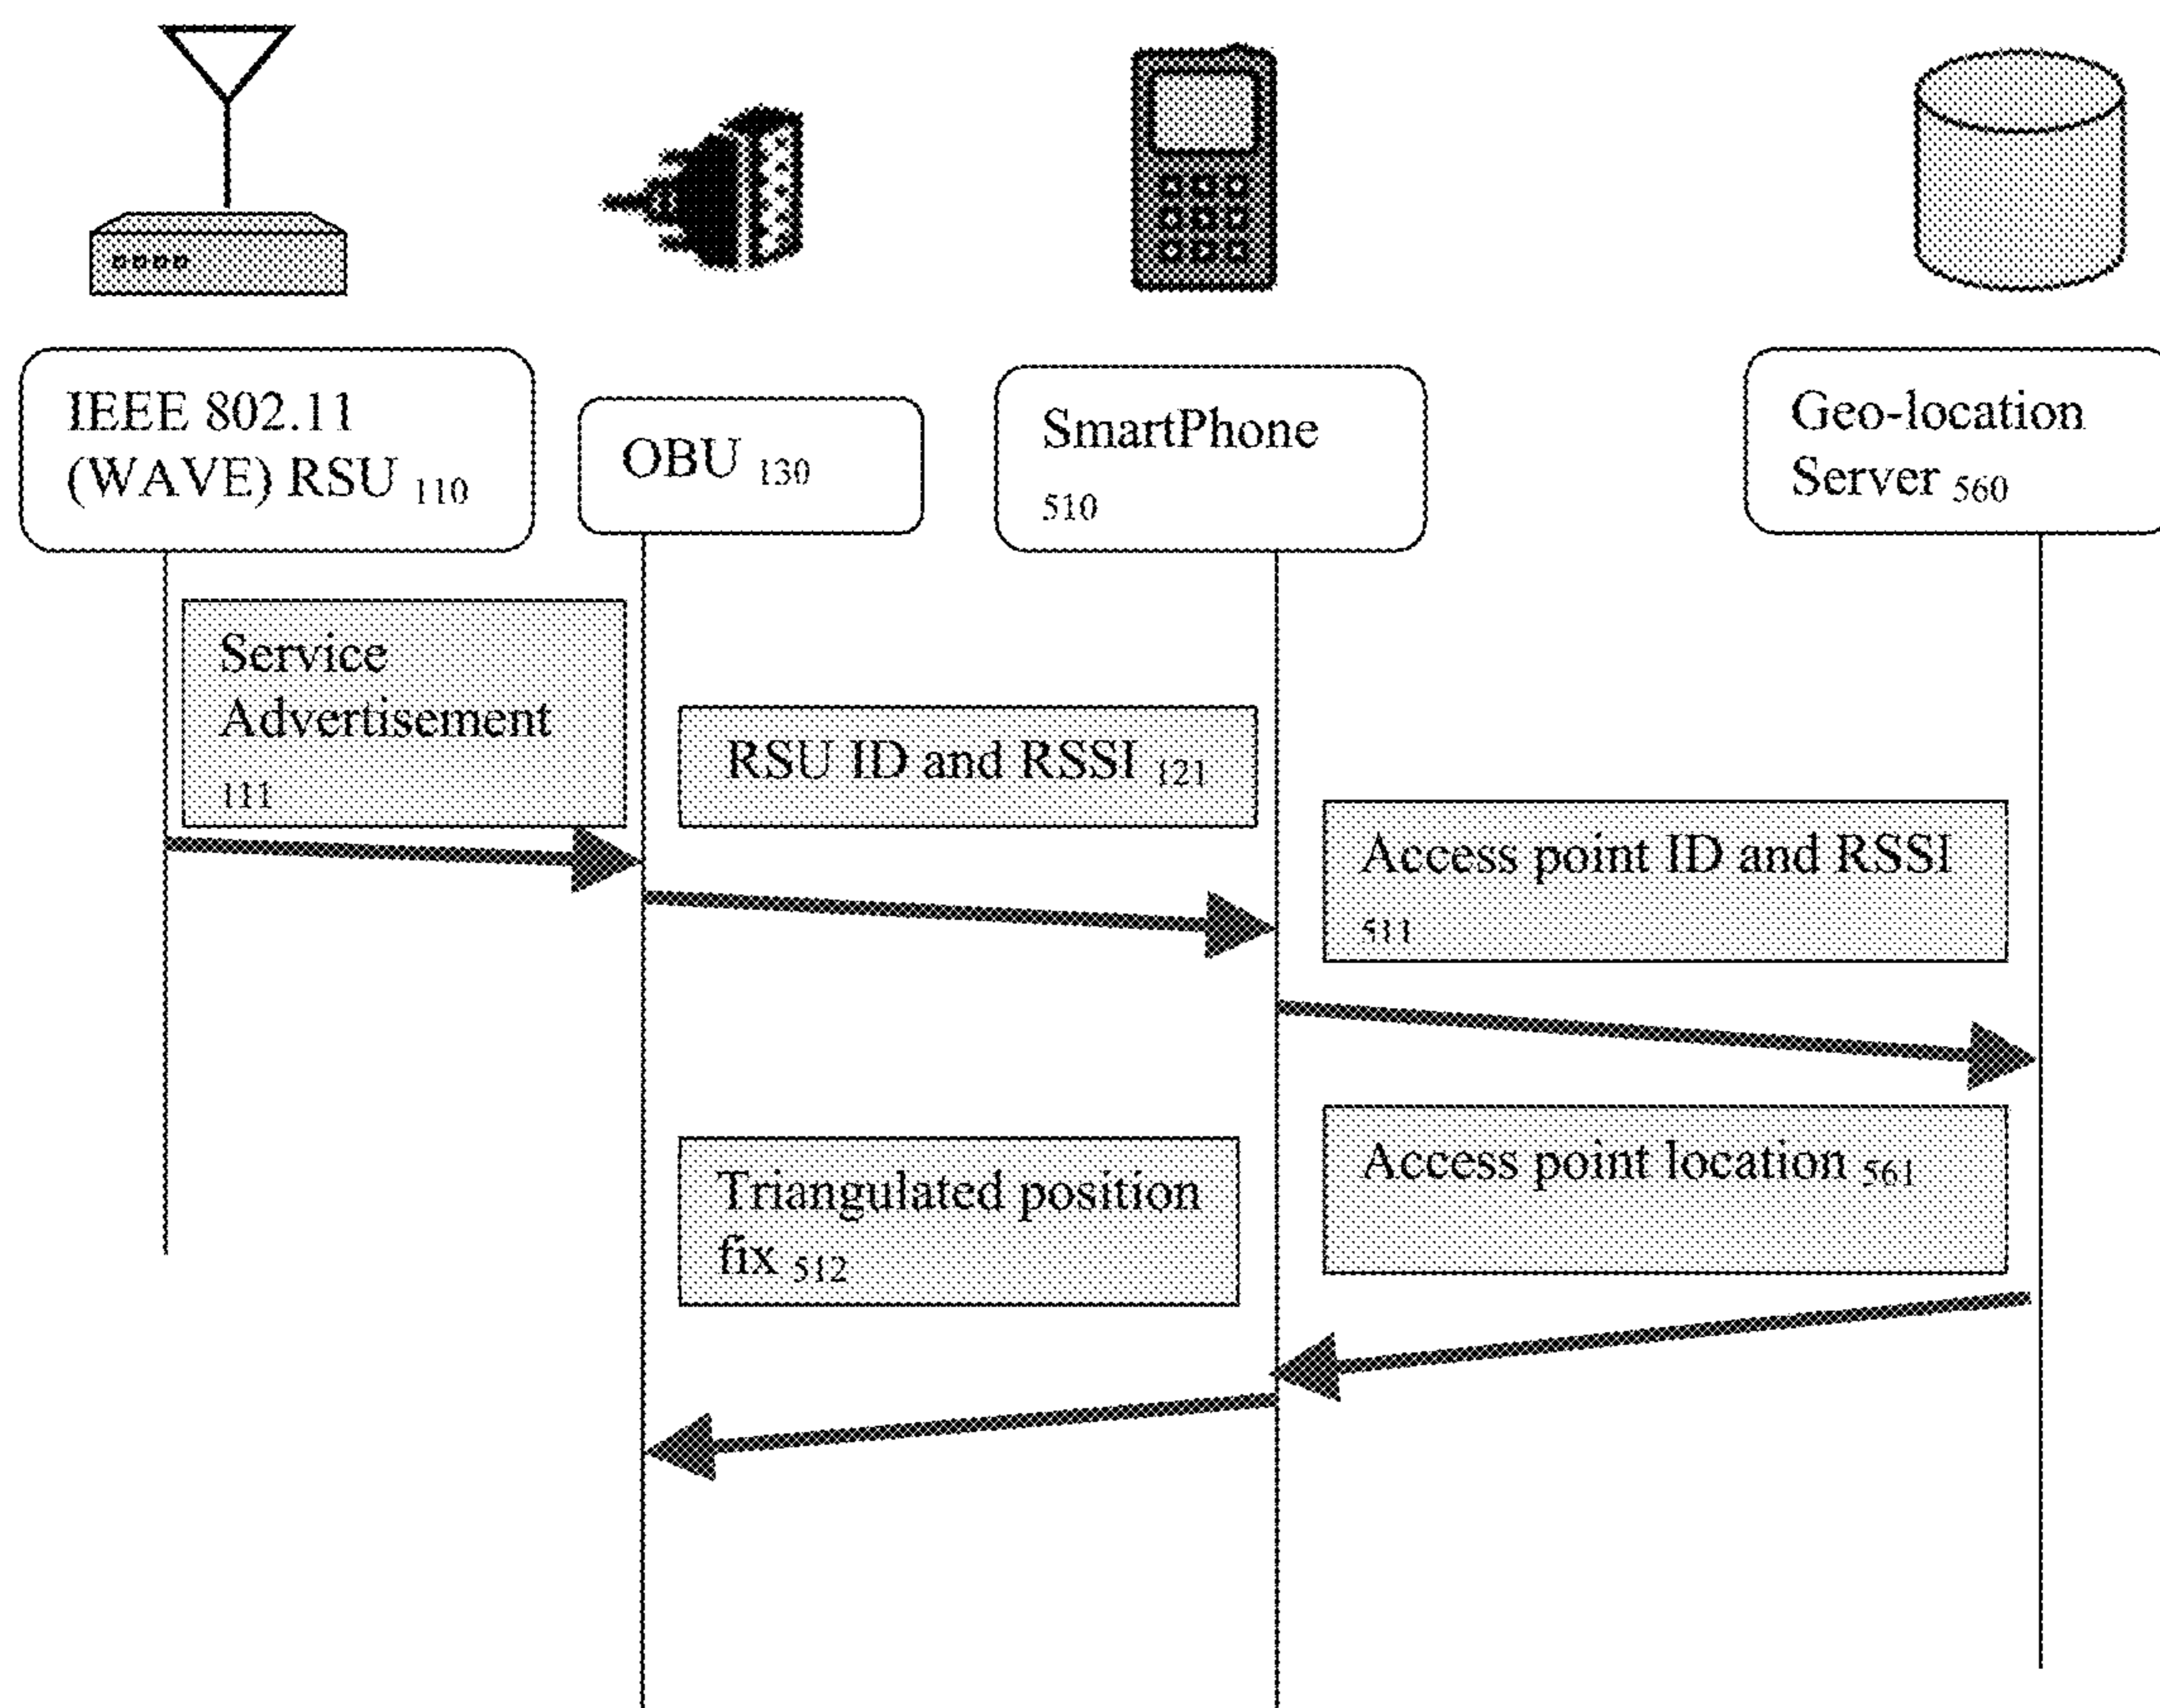 IEEE 802.11
(WAVE) RSU 110
OBU 130
SmartPhone
510
Geo-location
Server 560
Service
Advertisement
111
RSU ID and RSSI 121
Access point ID and RSSI
511
Triangulated position
fix 512
Access point location 561